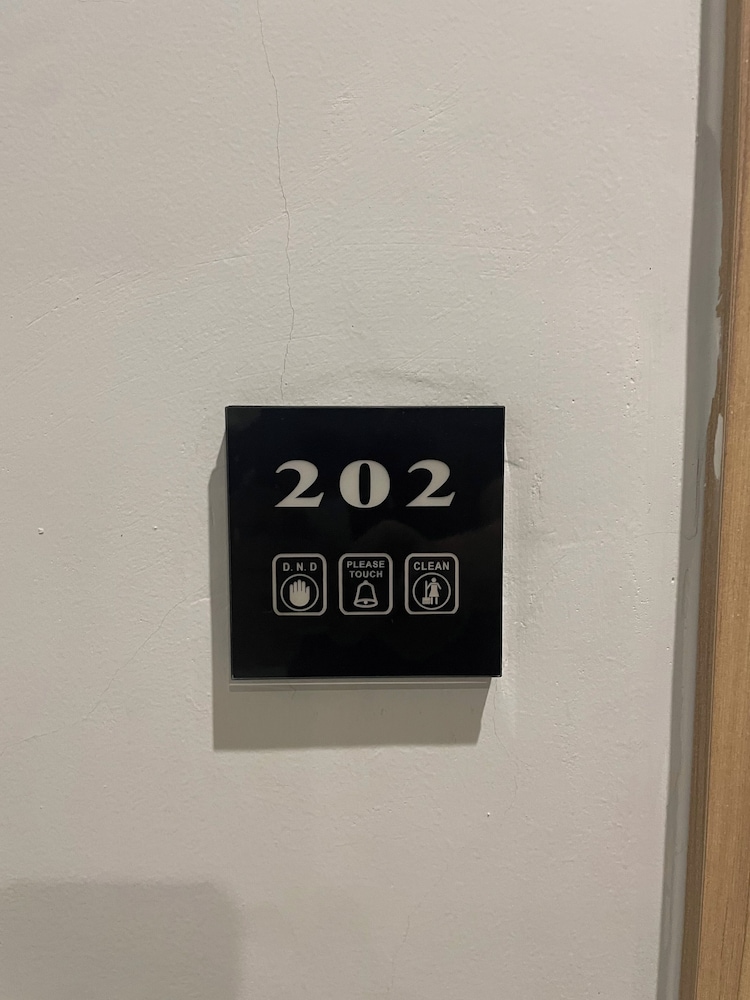 202
D. N. D
PLEASE
TOUCH
CLEAN